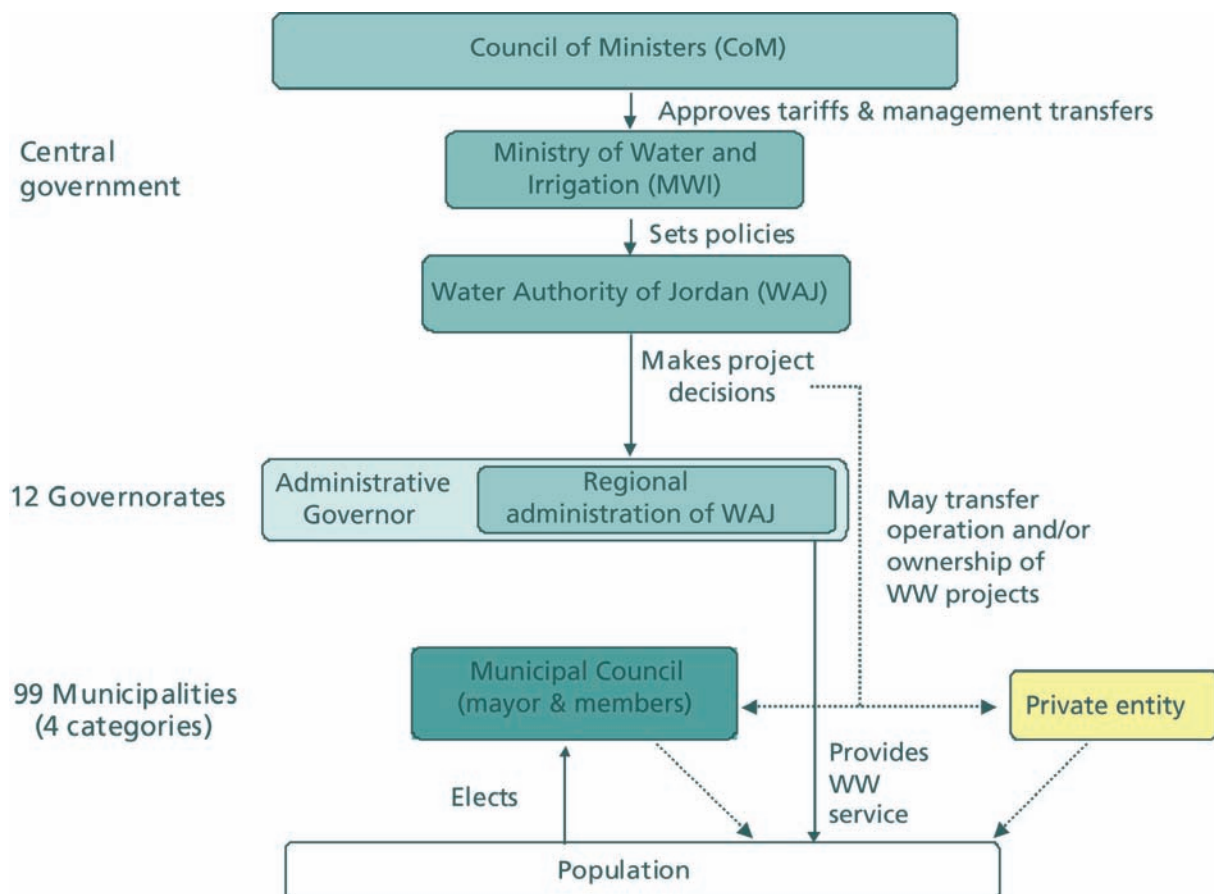 Council of Ministers (CoM)
Approves tariffs & management transfers
Central
government
Ministry of Water and
Irrigation (MWI)
Sets policies
Water Authority of Jordan (WAJ)
Makes project
decisions
12 Governorates
Administrative
Governor
Regional
administration of WAJ
May transfer
operation and/or
ownership of
WW projects
99 Municipalities
(4 categories)
Municipal Council
(mayor & members)
Private entity
Elects
Provides
WW
service
Population